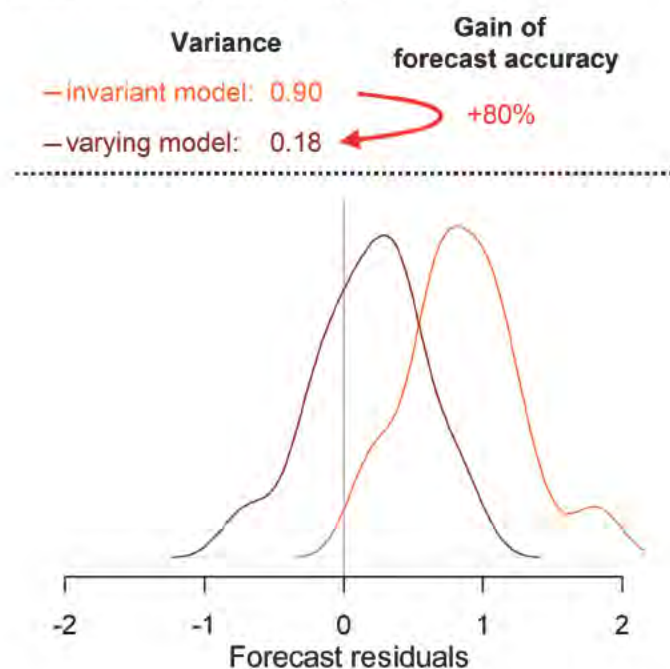 Variance
Gain of
forecast accuracy
invariant model: 0.90
+80%
varying model: 0.18
-2 -1 0 1 2
Forecast residuals